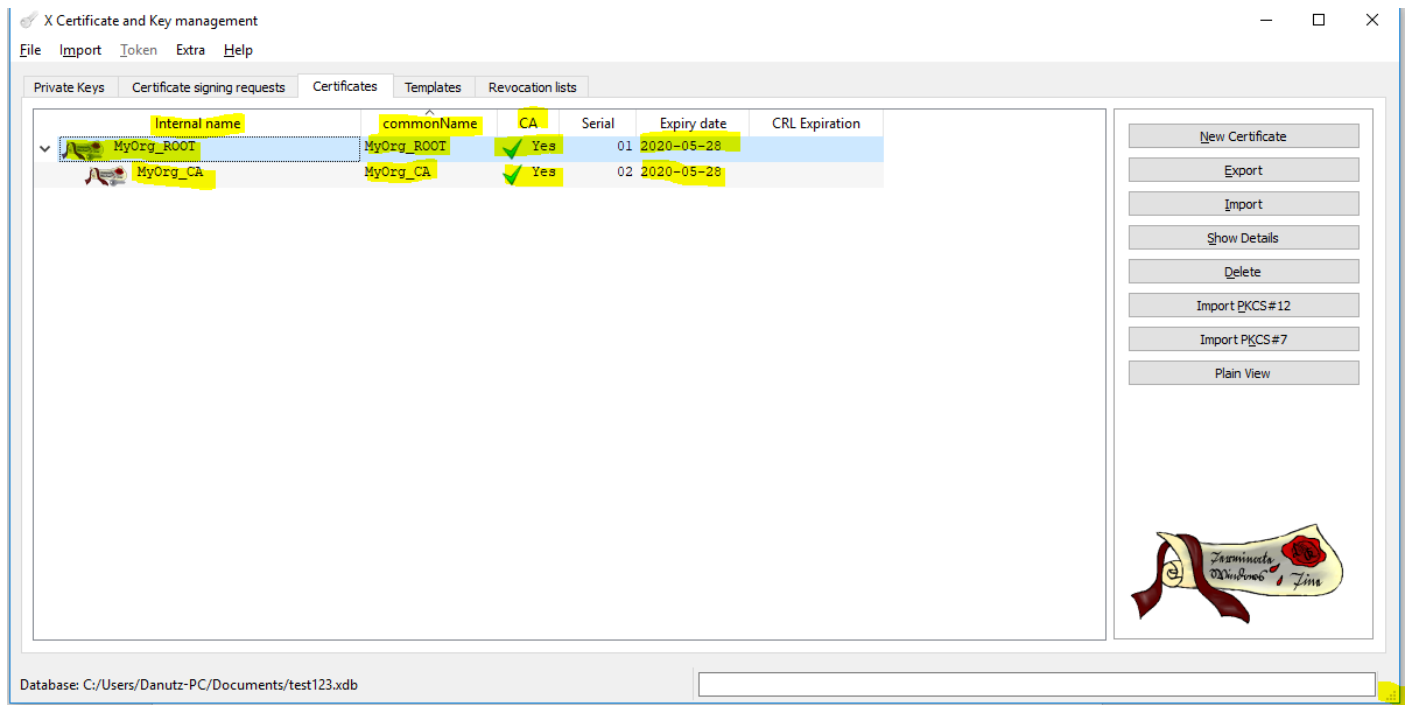 X Certificate and Key management
File Import Token Extra Help
Private Keys Certificate signing requests Certificates Templates Revocation lists
Internal name commonName CA Serial Expiry date CRL Expiration
MyOrg_ROOT MyOrg_ROOT Yes 01 2020-05-28
MyOrg_CA MyOrg_CA Yes 02 2020-05-28
New Certificate
Export
Import
Show Details
Delete
Import PKCS#12
Import PKCS#7
Plain View
Windows
Database: C:/Users/Danutz-PC/Documents/test123.xdb